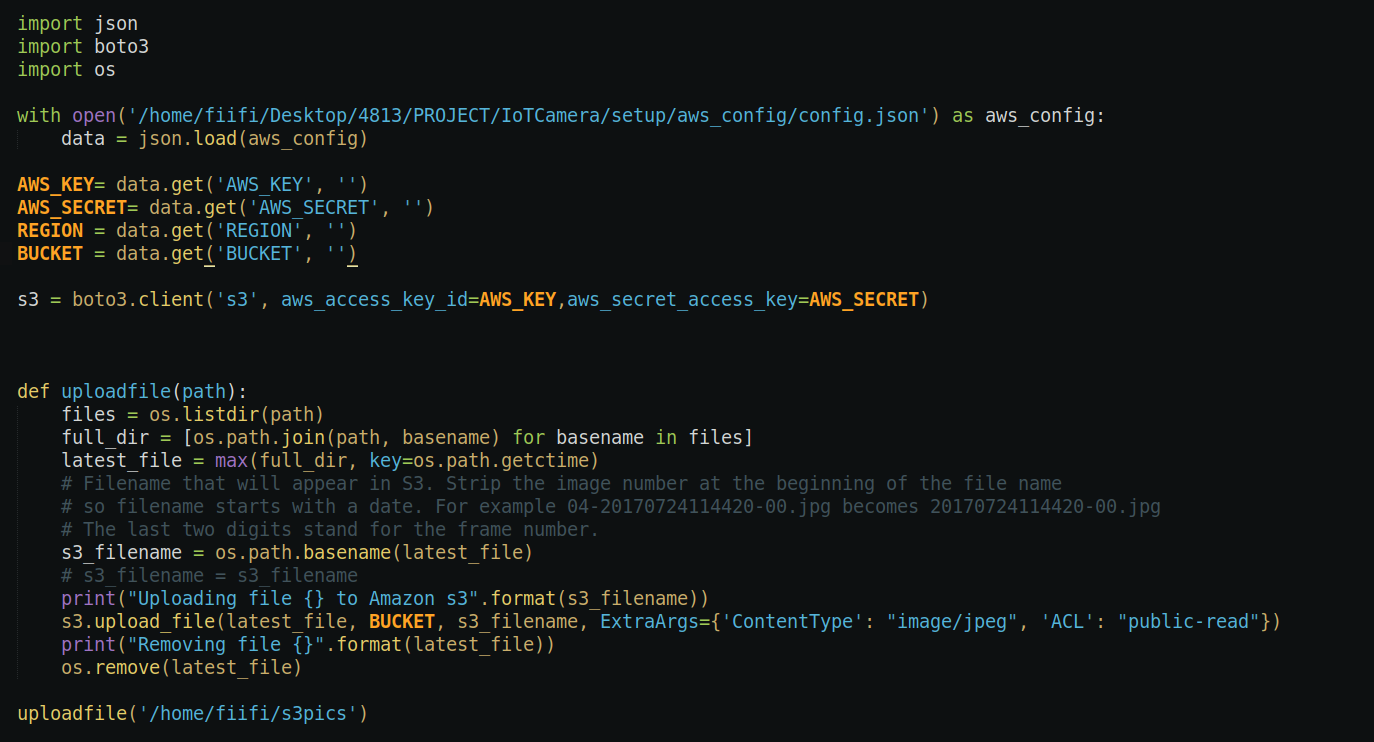 import json
import boto3
import os
with open('/home/fiifi/Desktop/4813/PROJECT/IoTCamera/setup/aws_config/config.json') as aws_config:
    data = json.load(aws_config)
AWS_KEY= data.get('AWS_KEY', '')
AWS_SECRET= data.get('AWS_SECRET', '')
REGION = data.get('REGION', '')
BUCKET = data.get('BUCKET', '')
s3 = boto3.client('s3', aws_access_key_id=AWS_KEY,aws_secret_access_key=AWS_SECRET)
def uploadfile(path):
    files = os.listdir(path)
    full_dir = [os.path.join(path, basename) for basename in files]
    latest_file = max(full_dir, key=os.path.getctime)
    # Filename that will appear in S3. Strip the image number at the beginning of the file name
    # so filename starts with a date. For example 04-20170724114420-00.jpg becomes 20170724114420-00.jpg
    # The last two digits stand for the frame number.
    s3_filename = os.path.basename(latest_file)
    # s3_filename = s3_filename
    print("Uploading file {} to Amazon s3".format(s3_filename))
    s3.upload_file(latest_file, BUCKET, s3_filename, ExtraArgs={'ContentType': "image/jpeg", 'ACL': "public-read"})
    print("Removing file {}".format(latest_file))
    os.remove(latest_file)
uploadfile('/home/fiifi/s3pics')